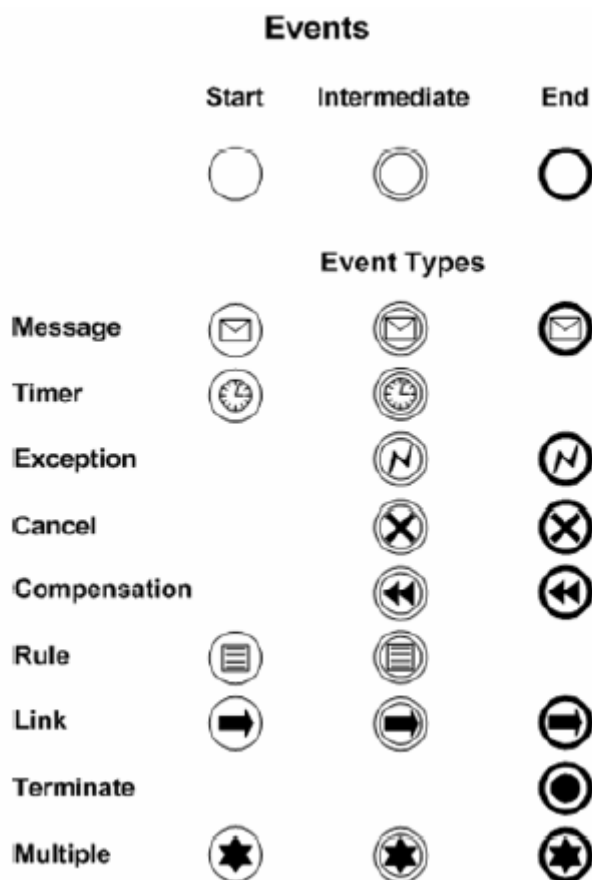 Events
Start Intermediate End
Event Types
Message
Timer
Exception
Cancel
Compensation
Rule
Link
Terminate
Multiple